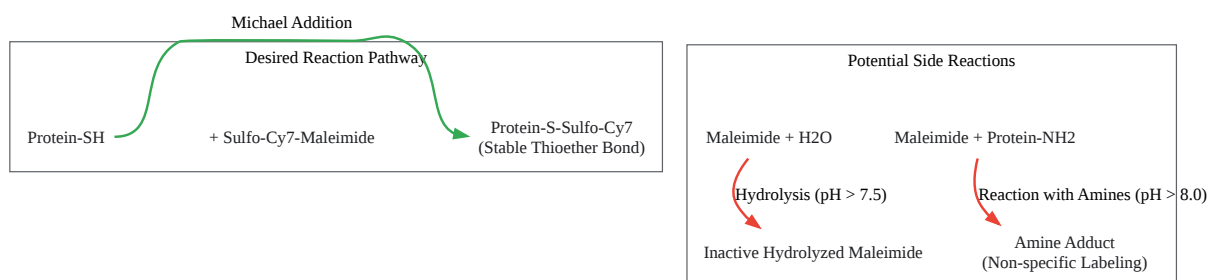 Michael Addition
Desired Reaction Pathway
Protein-SH
+ Sulfo-Cy7-Maleimide
Protein-S-Sulfo-Cy7
(Stable Thioether Bond)
Potential Side Reactions
Maleimide + H2O
Maleimide + Protein-NH2
Hydrolysis (pH > 7.5)
Reaction with Amines (pH > 8.0)
Inactive Hydrolyzed Maleimide
Amine Adduct
(Non-specific Labeling)